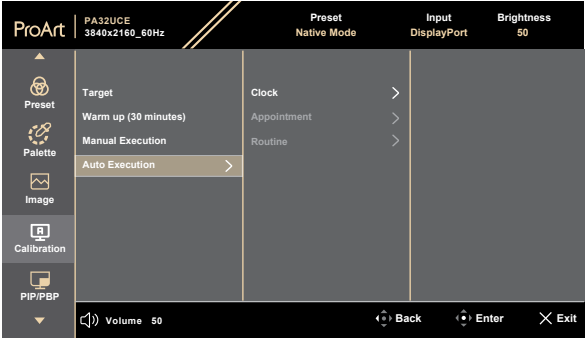 ProArt
PA32UCE
3840x2160_60Hz
Preset
Native Mode
Input
DisplayPort
Brightness
50
Preset
Palette
Image
Calibration
PIP/PBP
Target
Warm up (30 minutes)
Manual Execution
Auto Execution
Clock
Appointment
Routine
Volume 50
Back
Enter
Exit